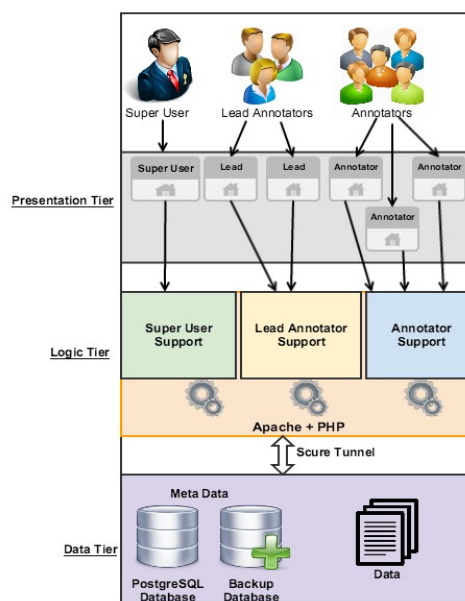 Super User
Lead Annotators
Annotators
Presentation Tier
Super User
Lead
Lead
Annotator
Annotator
Annotator
Logic Tier
Super User
Support
Lead Annotator
Support
Annotator
Support
Apache + PHP
Scure Tunnel
Data Tier
Meta Data
PostgreSQL
Database
Backup
Database
Data